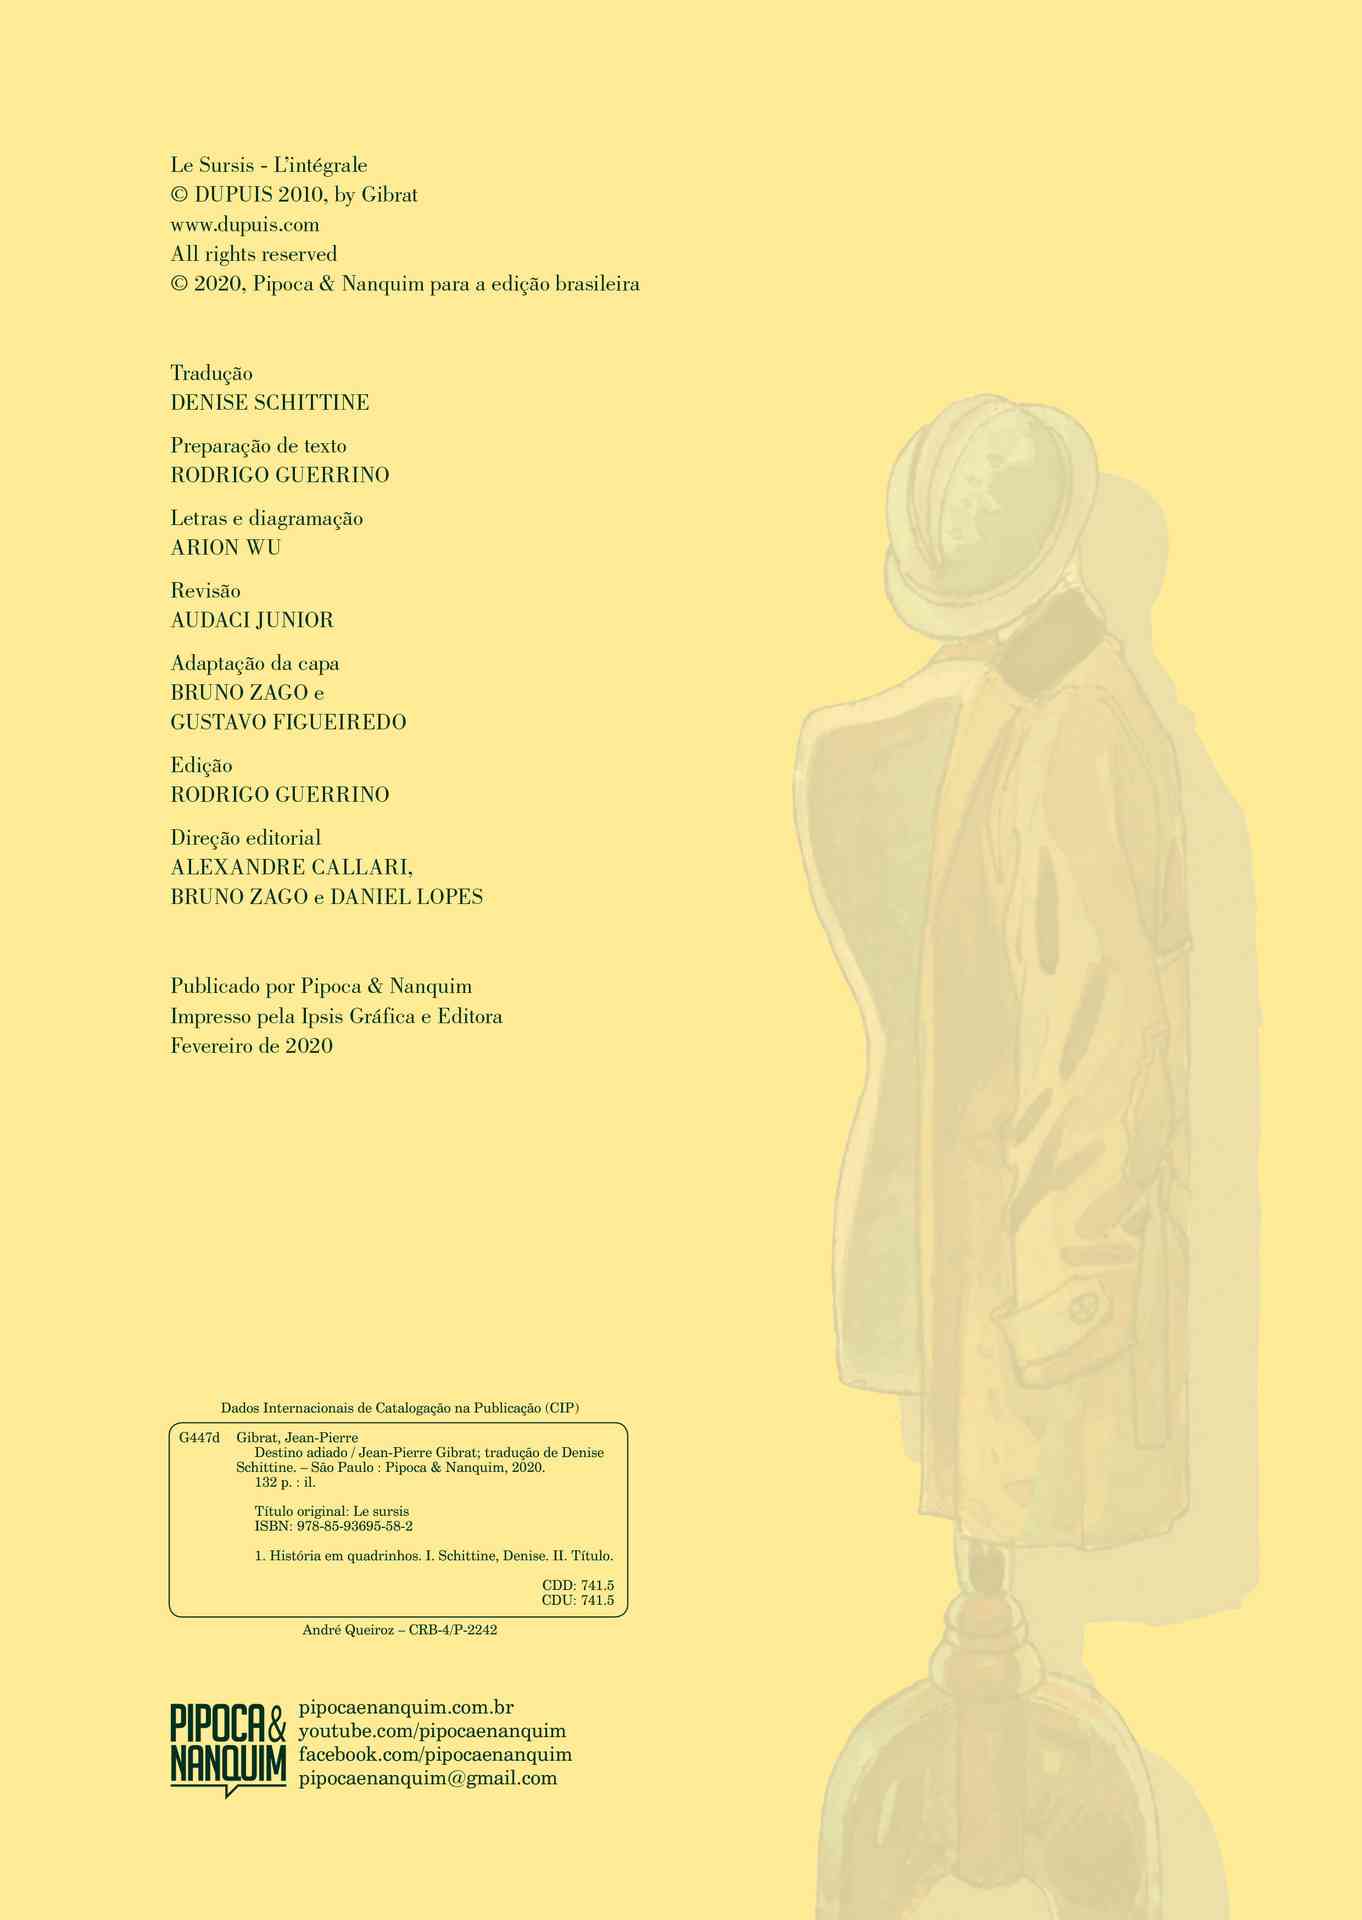 Le Sursis - L'intégrale
© DUPUIS 2010, by Gibrat
www.dupuis.com
All rights reserved
© 2020, Pipoca & Nanquim para a edição brasileira
Tradução
DENISE SCHITTINE
Preparação de texto
RODRIGO GUERRINO
Letras e diagramação
ARION WU
Revisão
AUDACI JUNIOR
Adaptação da capa
BRUNO ZAGO e
GUSTAVO FIGUEIREDO
Edição
RODRIGO GUERRINO
Direção editorial
ALEXANDRE CALLARI,
BRUNO ZAGO e DANIEL LOPES
Publicado por Pipoca & Nanquim
Impresso pela Ipsis Gráfica e Editora
Fevereiro de 2020
Dados Internacionais de Catalogação na Publicação (CIP)
G447d Gibrat, Jean-Pierre
Destino adiado / Jean-Pierre Gibrat; tradução de Denise
Schittine. – São Paulo : Pipoca & Nanquim, 2020.
132 p. : il.
Título original: Le sursis
ISBN: 978-85-93695-58-2
1. História em quadrinhos. I. Schittine, Denise. II. Título.
CDD: 741.5
CDU: 741.5
André Queiroz – CRB-4/P-2242
PIPOCA &
NANQUIM
pipocaenanquim.com.br
youtube.com/pipocaenanquim
facebook.com/pipocaenanquim
pipocaenanquim@gmail.com